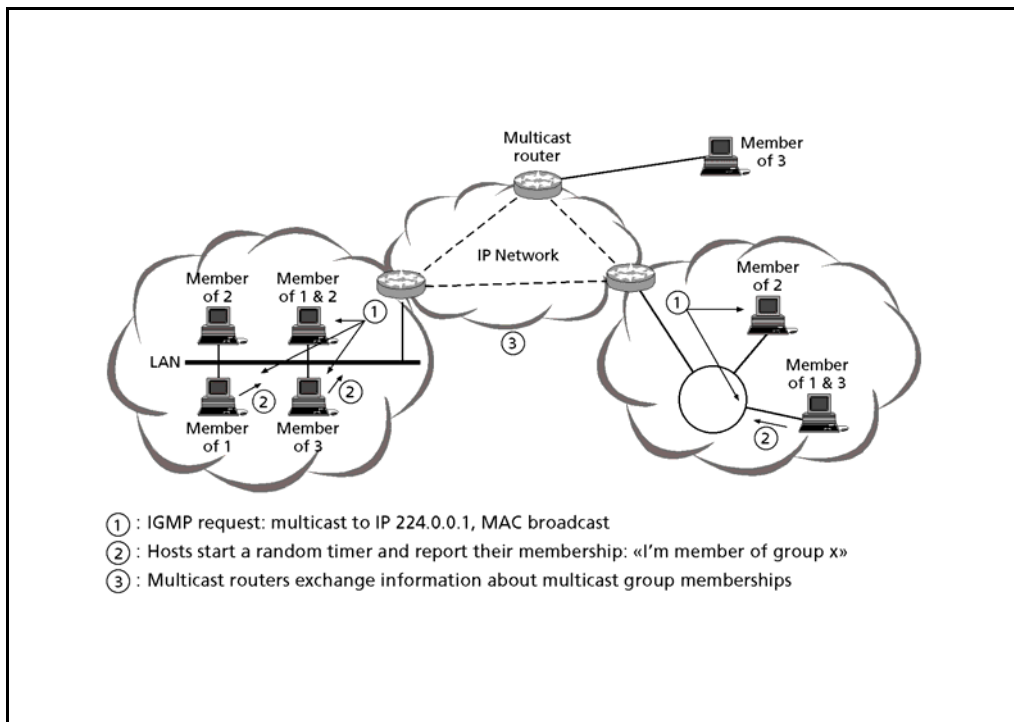 Multicast
router
Member
of 3
IP Network
Member
of 2
Member
of 1 & 2
1
Member
of 2
1
3
LAN
Member
of 1 & 3
2
2
Member
of 1
Member
of 3
2
1 : IGMP request: multicast to IP 224.0.0.1, MAC broadcast
2 : Hosts start a random timer and report their membership: «I'm member of group x»
3 : Multicast routers exchange information about multicast group memberships